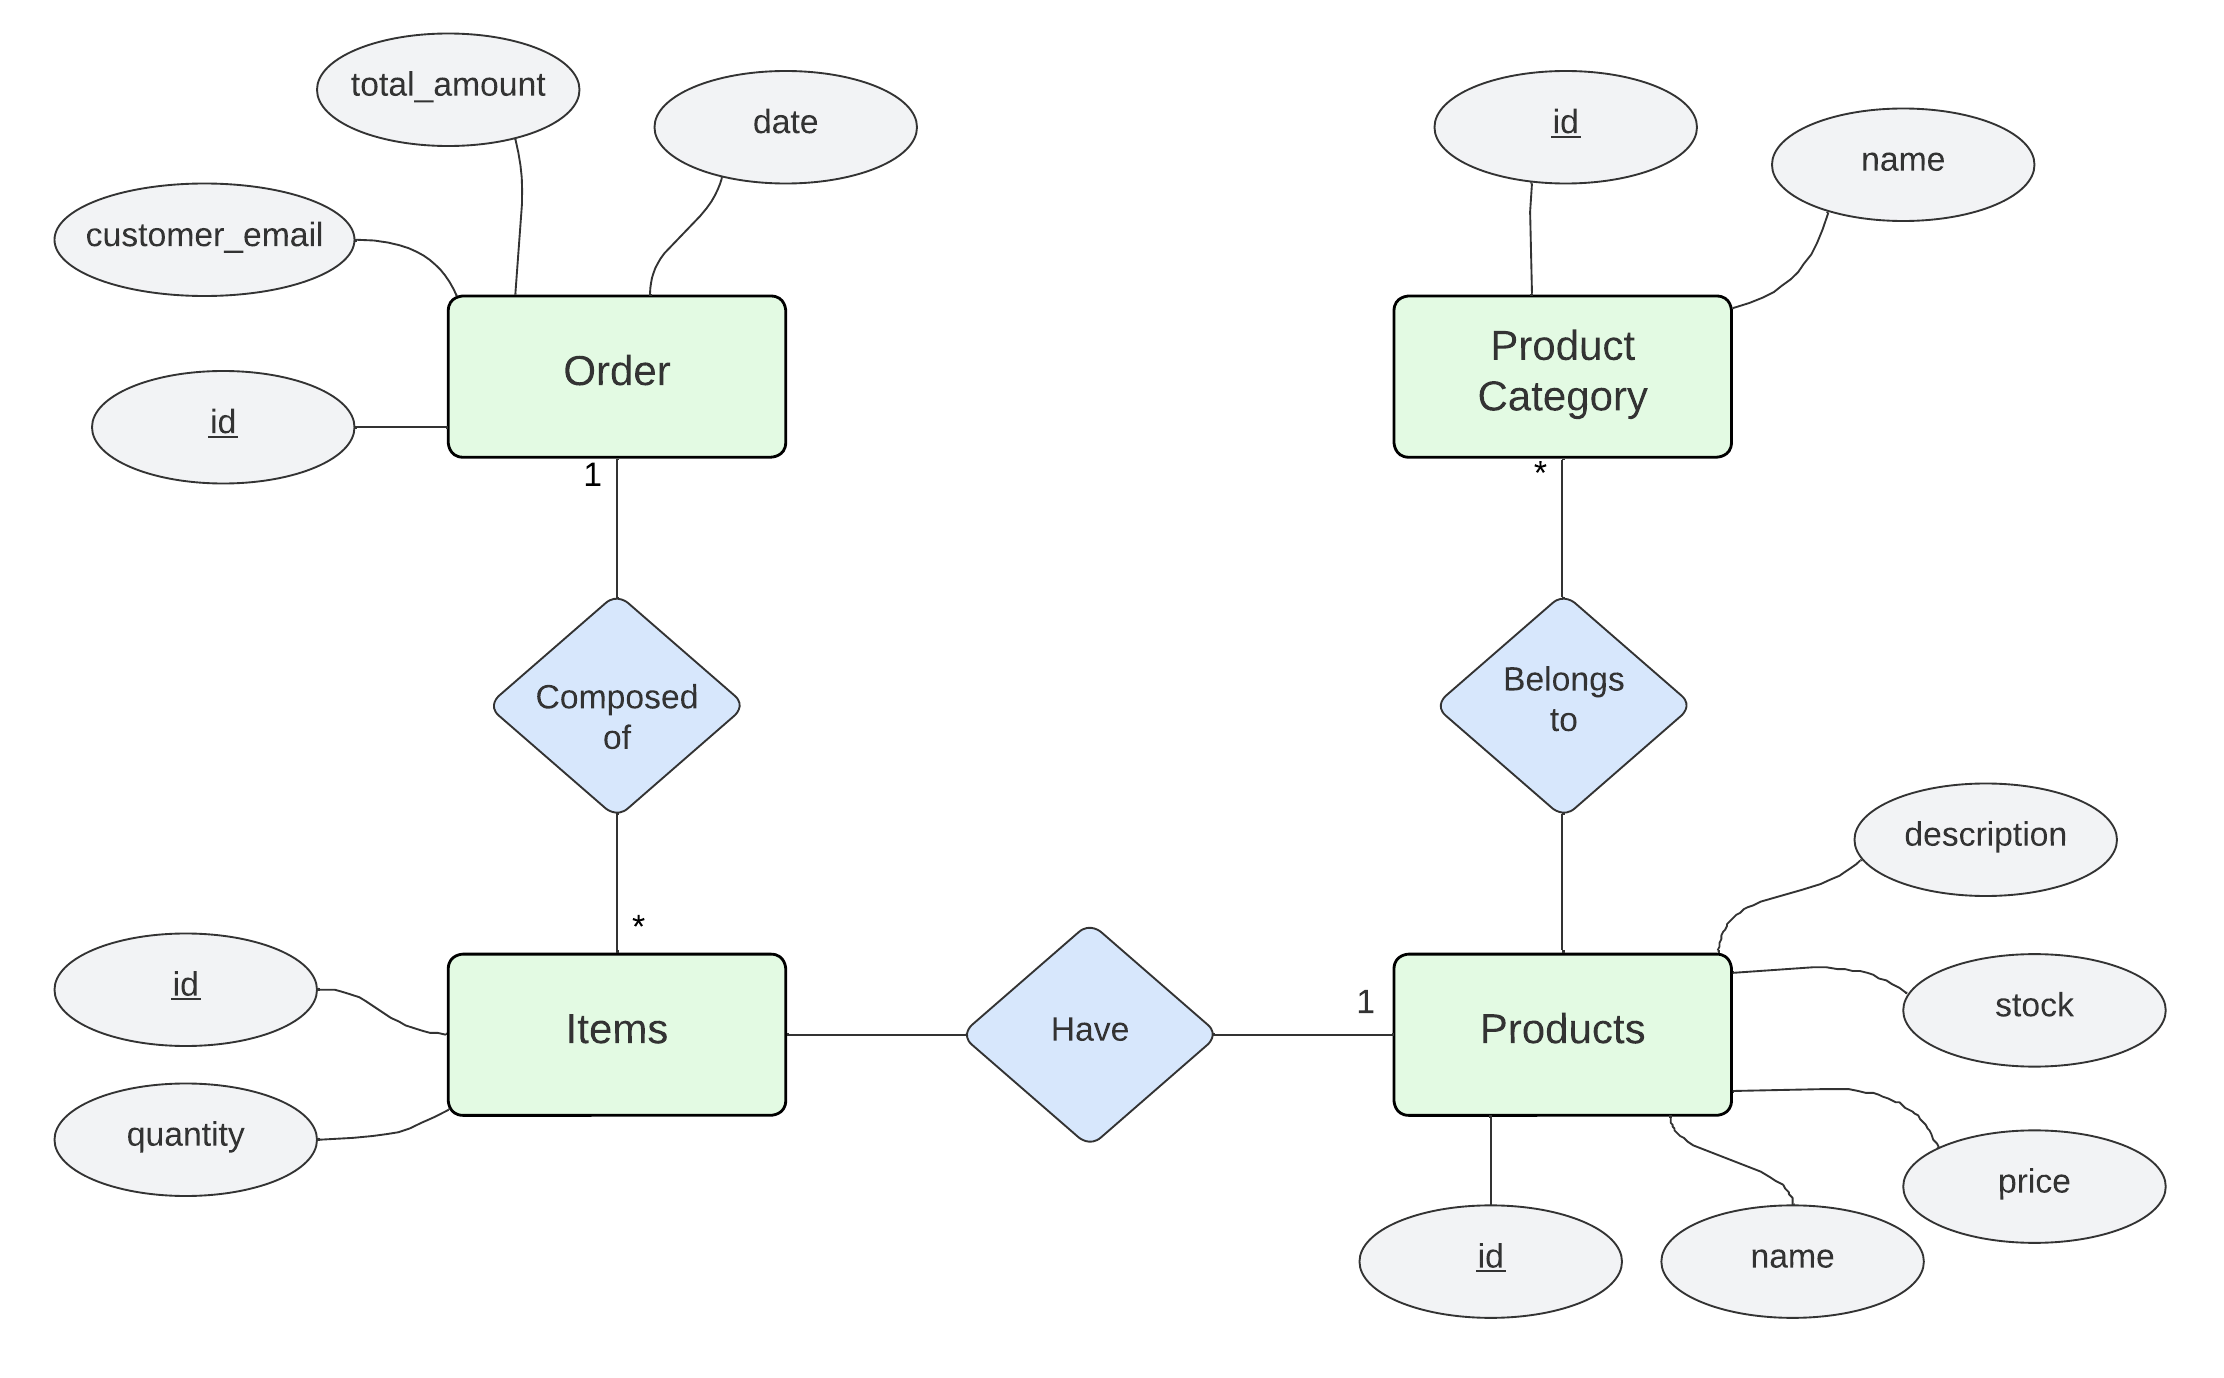 total_amount
date
id
name
customer_email
Order
Product
Category
id
1
*
Composed
of
Belongs
to
description
*
id
Items
Have
1
Products
stock
quantity
price
id
name